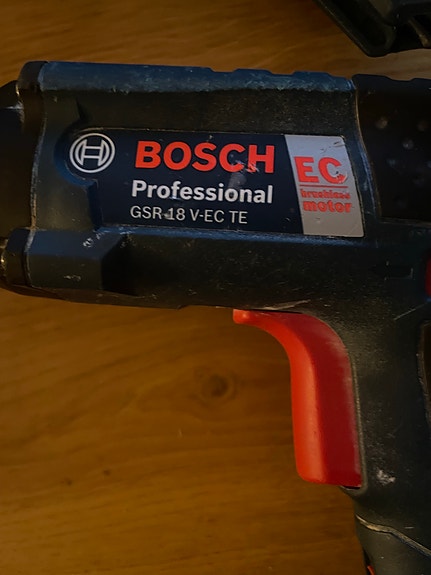 BOSCH
Professional
GSR 18 V-EC TE
EC
brushless
motor